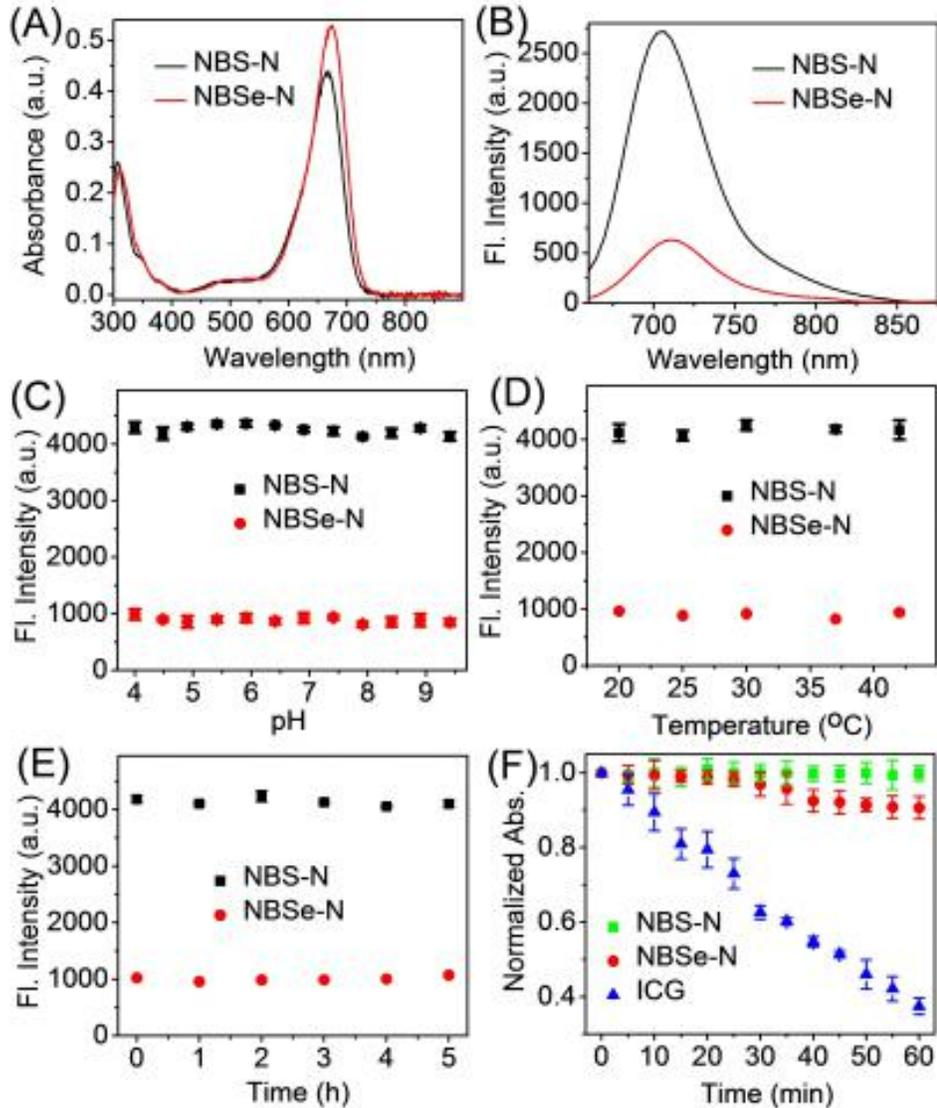 (A)
0.5
0.4
0.3
0.2
0.1
0.0
Absorbance (a.u.)
NBS-N
NBSe-N
300 400 500 600 700 800
Wavelength (nm)
(B)
2500
2000
1500
1000
500
0
Fl. Intensity (a.u.)
NBS-N
NBSe-N
700 750 800 850
Wavelength (nm)
(C)
4000
3000
2000
1000
0
Fl. Intensity (a.u.)
NBS-N
NBSe-N
4 5 6 7 8 9
pH
(D)
4000
3000
2000
1000
0
Fl. Intensity (a.u.)
NBS-N
NBSe-N
20 25 30 35 40
Temperature (ºC)
(E)
4000
3000
2000
1000
0
Fl. Intensity (a.u.)
NBS-N
NBSe-N
0 1 2 3 4 5
Time (h)
(F)
1.0
0.8
0.6
0.4
Normalized Abs.
NBS-N
NBSe-N
ICG
0 10 20 30 40 50 60
Time (min)